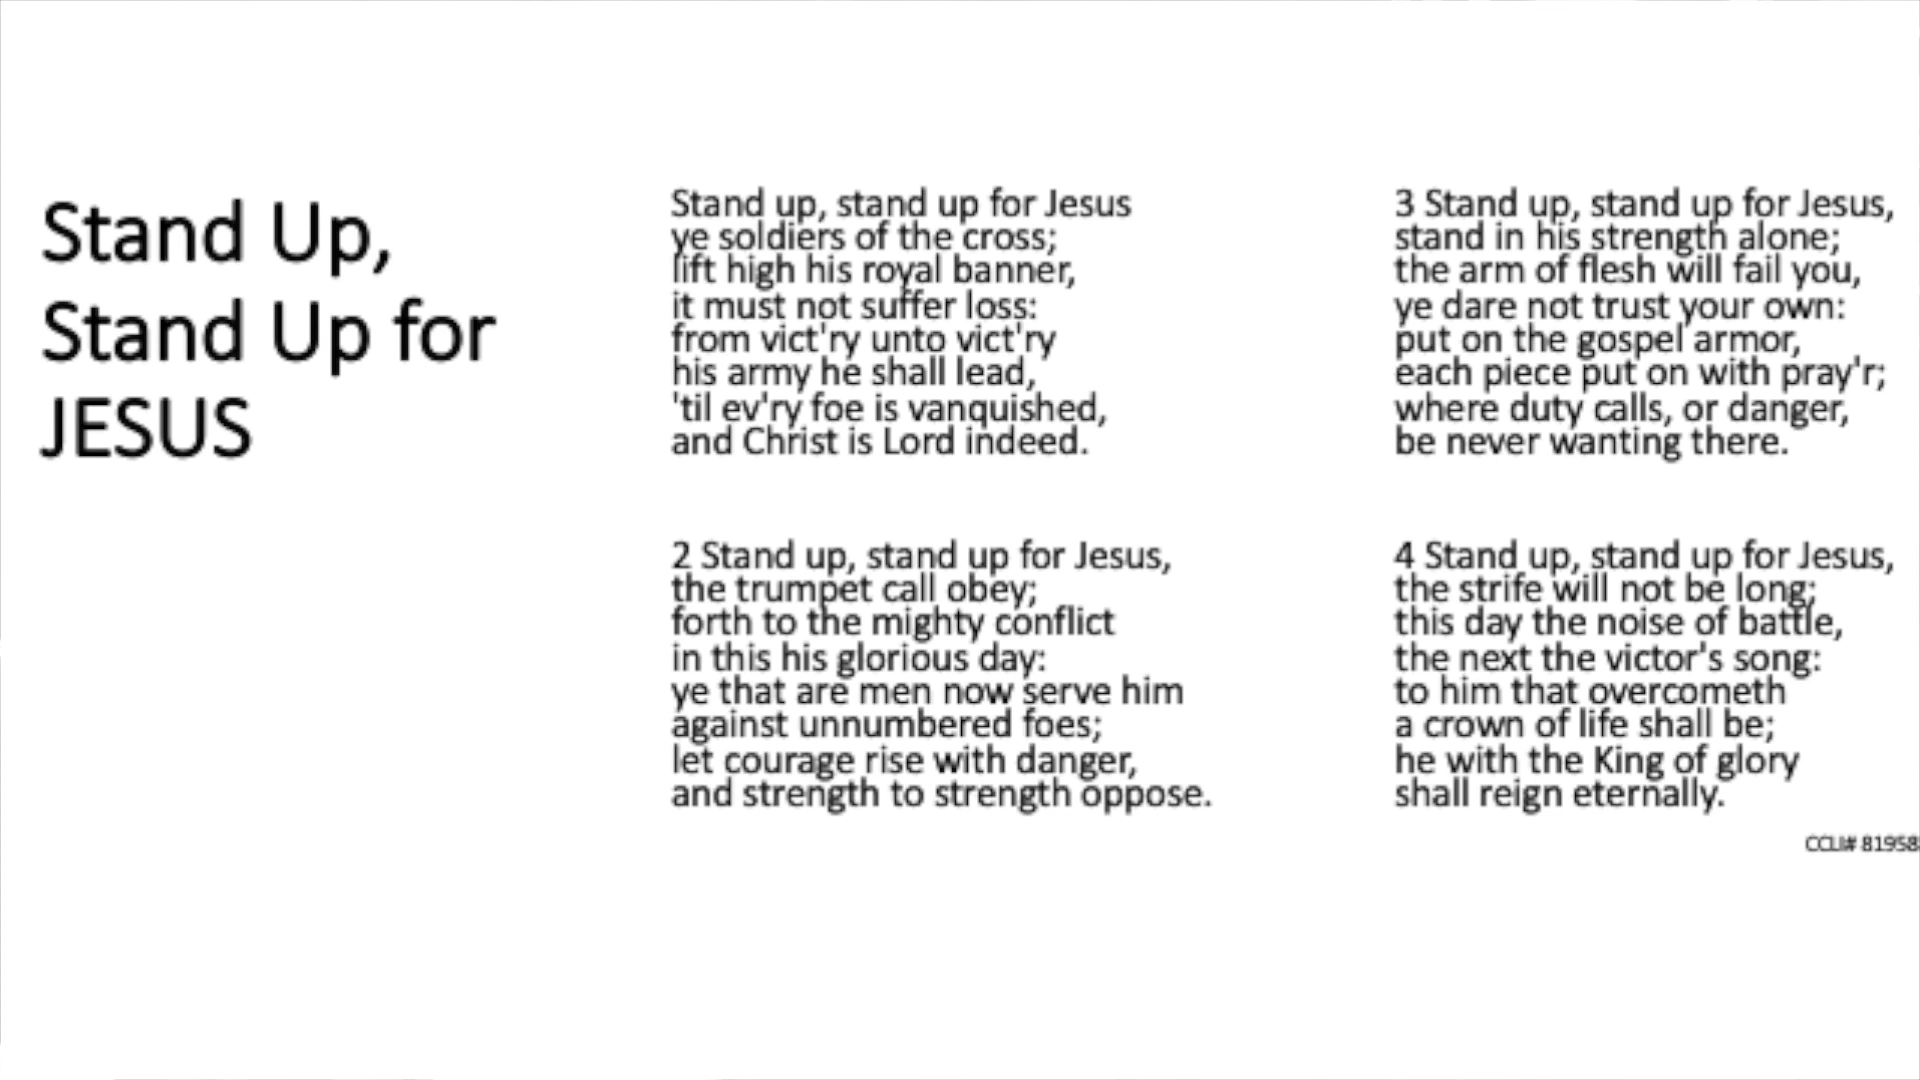 Stand Up,
Stand Up for
JESUS
Stand up, stand up for Jesus
ye soldiers of the cross;
lift high his royal banner,
it must not suffer loss:
from vict'ry unto vict'ry
his army he shall lead,
'til ev'ry foe is vanquished,
and Christ is Lord indeed.
2 Stand up, stand up for Jesus,
the trumpet call obey;
forth to the mighty conflict
in this his glorious day:
ye that are men now serve him
against unnumbered foes;
let courage rise with danger,
and strength to strength oppose.
3 Stand up, stand up for Jesus,
stand in his strength alone;
the arm of flesh will fail you,
ye dare not trust your own:
put on the gospel armor,
each piece put on with pray'r;
where duty calls, or danger,
be never wanting there.
4 Stand up, stand up for Jesus,
the strife will not be long;
this day the noise of battle,
the next the victor's song:
to him that overcometh
a crown of life shall be;
he with the King of glory
shall reign eternally.
CCLI# 81958